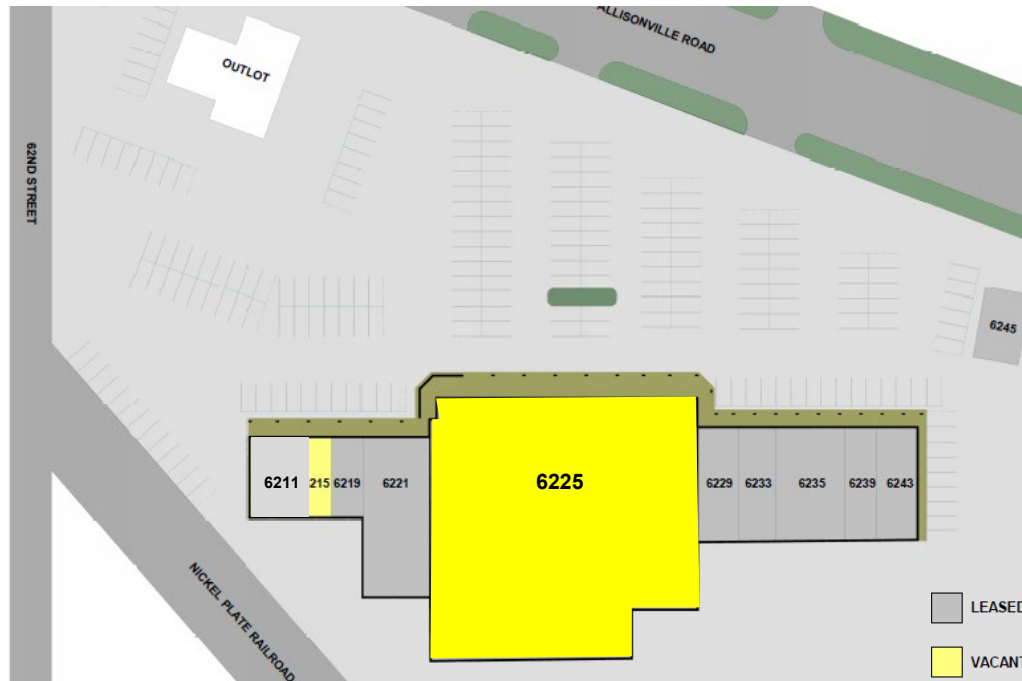 ALLISONVILLE ROAD
OUTLOT
62ND STREET
6245
6211
215
6219
6221
6225
6229
6233
6235
6239
6243
NICKEL PLATE RAILROAD
LEASED
VACANT